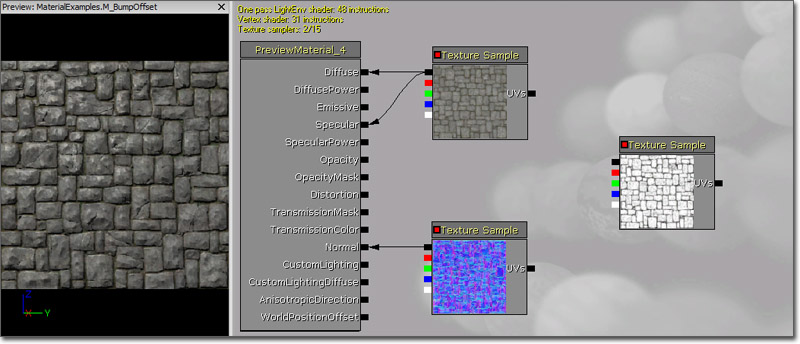 Preview: MaterialExamples.M_BumpOffset
One pass LightEnv shader: 48 instructions
Vertex shader: 31 instructions
Texture samplers: 2/15
PreviewMaterial_4
Diffuse
DiffusePower
Emissive
Specular
SpecularPower
Opacity
OpacityMask
Distortion
TransmissionMask
TransmissionColor
Normal
CustomLighting
CustomLightingDiffuse
AnisotropicDirection
WorldPositionOffset
Texture Sample
UVs
Texture Sample
UVs
Texture Sample
UVs
Z
Y
X